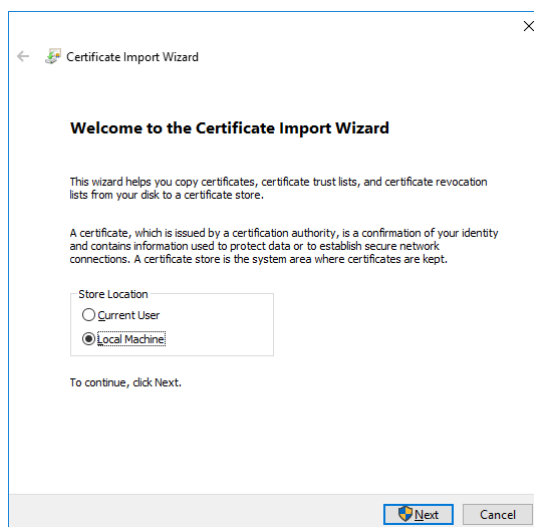 Certificate Import Wizard
Welcome to the Certificate Import Wizard
This wizard helps you copy certificates, certificate trust lists, and certificate revocation
lists from your disk to a certificate store.
A certificate, which is issued by a certification authority, is a confirmation of your identity
and contains information used to protect data or to establish secure network
connections. A certificate store is the system area where certificates are kept.
Store Location
Current User
Local Machine
To continue, click Next.
Next
Cancel